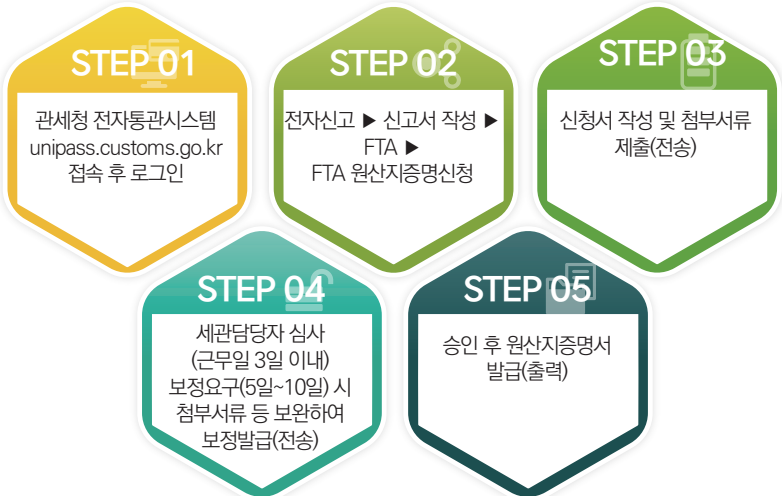 STEP 01
관세청 전자통관시스템
unipass.customs.go.kr
접속 후 로그인
STEP 02
전자신고 ▶ 신고서 작성 ▶
FTA ▶
FTA 원산지증명신청
STEP 03
신청서 작성 및 첨부서류
제출(전송)
STEP 04
세관담당자 심사
(근무일 3일 이내)
보정요구(5일~10일) 시
첨부서류 등 보완하여
보정발급(전송)
STEP 05
승인 후 원산지증명서
발급(출력)